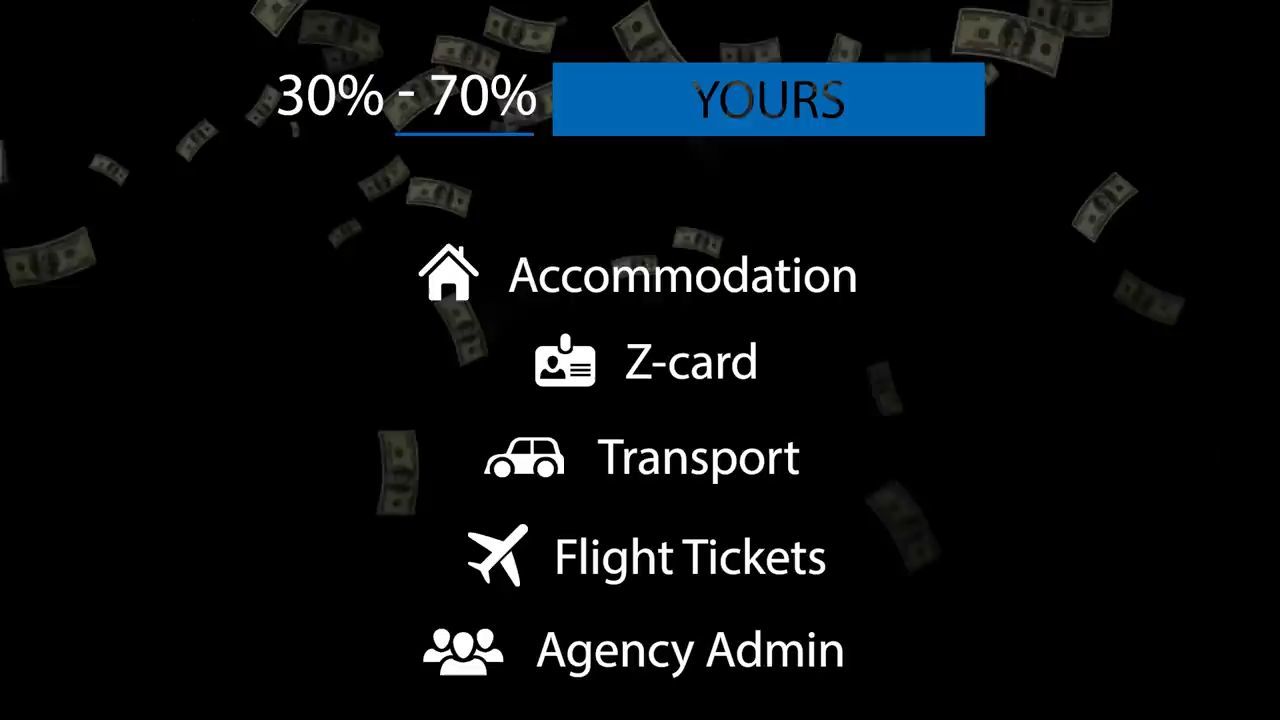 30% - 70% YOURS
Accommodation
Z-card
Transport
Flight Tickets
Agency Admin